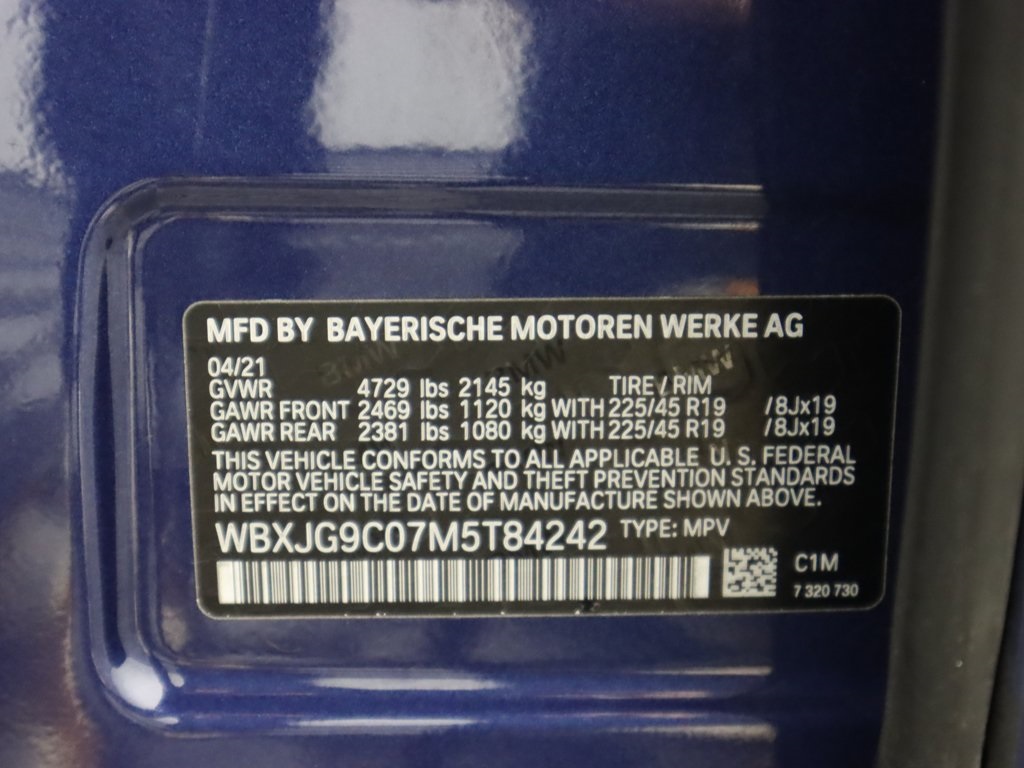 MFD BY BAYERISCHE MOTOREN WERKE AG
04/21
GVWR 4729 lbs 2145 kg TIRE / RIM
GAWR FRONT 2469 lbs 1120 kg WITH 225/45 R19 /8Jx19
GAWR REAR 2381 lbs 1080 kg WITH 225/45 R19 /8Jx19
THIS VEHICLE CONFORMS TO ALL APPLICABLE U. S. FEDERAL
MOTOR VEHICLE SAFETY AND THEFT PREVENTION STANDARDS
IN EFFECT ON THE DATE OF MANUFACTURE SHOWN ABOVE.
WBXJG9C07M5T84242 TYPE: MPV
C1M
7 320 730